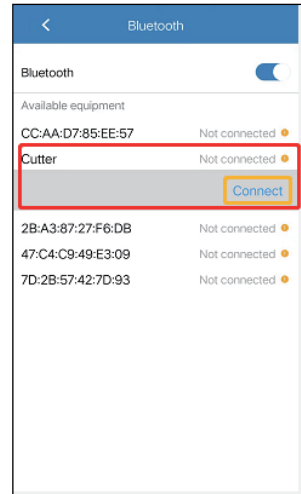 Bluetooth
Bluetooth
Available equipment
CC:AA:D7:85:EE:57 Not connected
Cutter Not connected
Connect
2B:A3:87:27:F6:DB Not connected
47:C4:C9:49:E3:09 Not connected
7D:2B:57:42:7D:93 Not connected